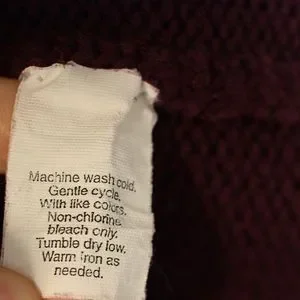 Machine wash cold.
Gentle cycle.
With like colors.
Non-chlorine
bleach only.
Tumble dry low.
Warm Iron as
needed.